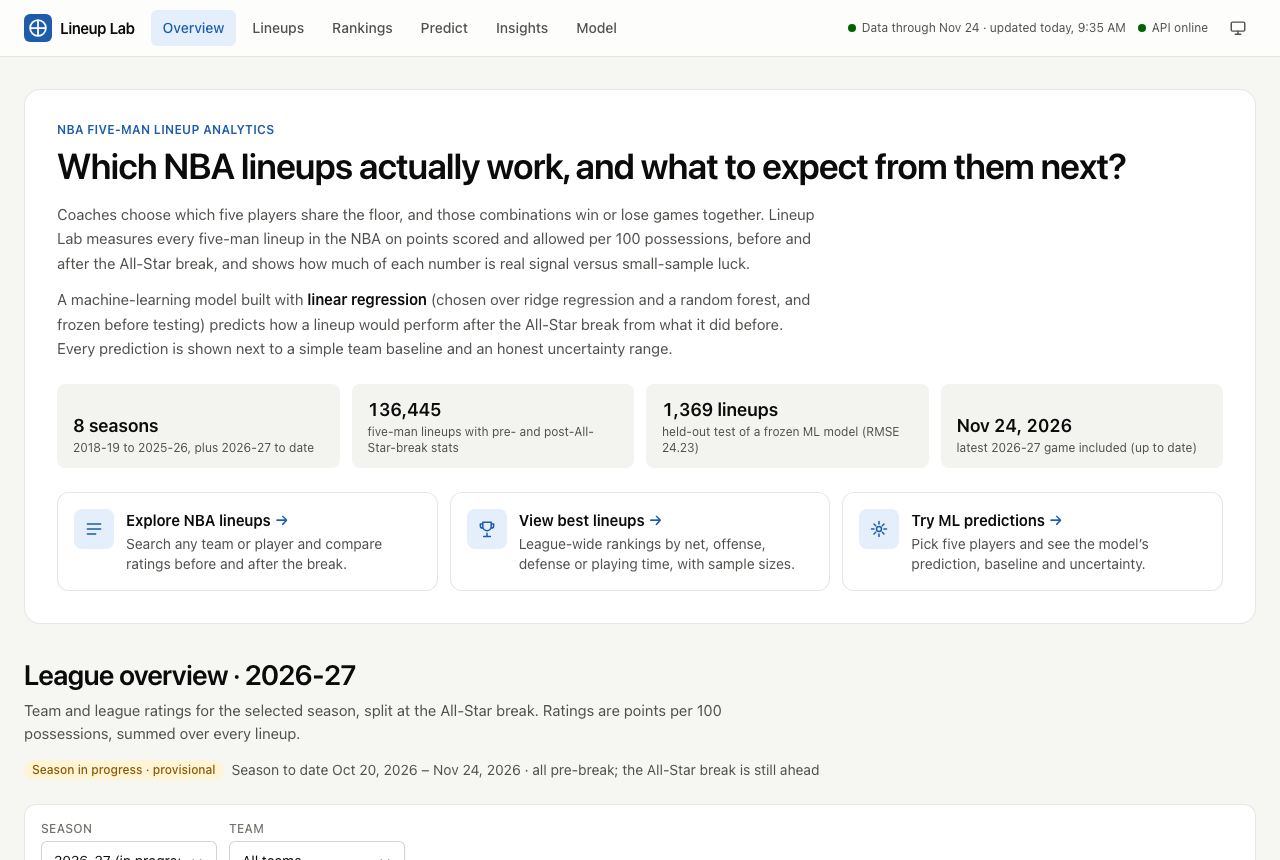 Lineup Lab
Overview
Lineups
Rankings
Predict
Insights
Model
Data through Nov 24 · updated today, 9:35 AM
API online
NBA FIVE-MAN LINEUP ANALYTICS
Which NBA lineups actually work, and what to expect from them next?
Coaches choose which five players share the floor, and those combinations win or lose games together. Lineup
Lab measures every five-man lineup in the NBA on points scored and allowed per 100 possessions, before and
after the All-Star break, and shows how much of each number is real signal versus small-sample luck.
A machine-learning model built with linear regression (chosen over ridge regression and a random forest, and
frozen before testing) predicts how a lineup would perform after the All-Star break from what it did before.
Every prediction is shown next to a simple team baseline and an honest uncertainty range.
8 seasons
2018-19 to 2025-26, plus 2026-27 to date
136,445
five-man lineups with pre- and post-All-
Star-break stats
1,369 lineups
held-out test of a frozen ML model (RMSE
24.23)
Nov 24, 2026
latest 2026-27 game included (up to date)
Explore NBA lineups →
Search any team or player and compare
ratings before and after the break.
View best lineups →
League-wide rankings by net, offense,
defense or playing time, with sample sizes.
Try ML predictions →
Pick five players and see the model's
prediction, baseline and uncertainty.
League overview · 2026-27
Team and league ratings for the selected season, split at the All-Star break. Ratings are points per 100
possessions, summed over every lineup.
Season in progress · provisional
Season to date Oct 20, 2026 – Nov 24, 2026 · all pre-break; the All-Star break is still ahead
SEASON
TEAM
2026-27 (in progre
All teams